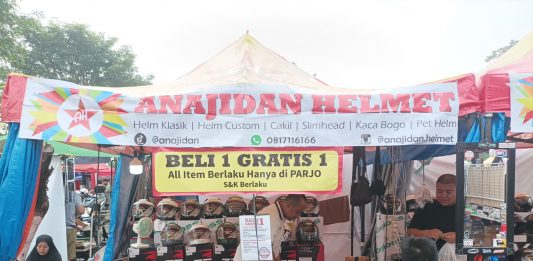 AH
ANAJIDAN HELMET
Helm Klasik | Helm Custom | Cakil | Slimhead | Kaca Bogo | Pet Helm
@anajidan 0817116166 @anajidan.helmet
BELI 1 GRATIS 1
All Item Berlaku Hanya di PARJO
S&K Berlaku